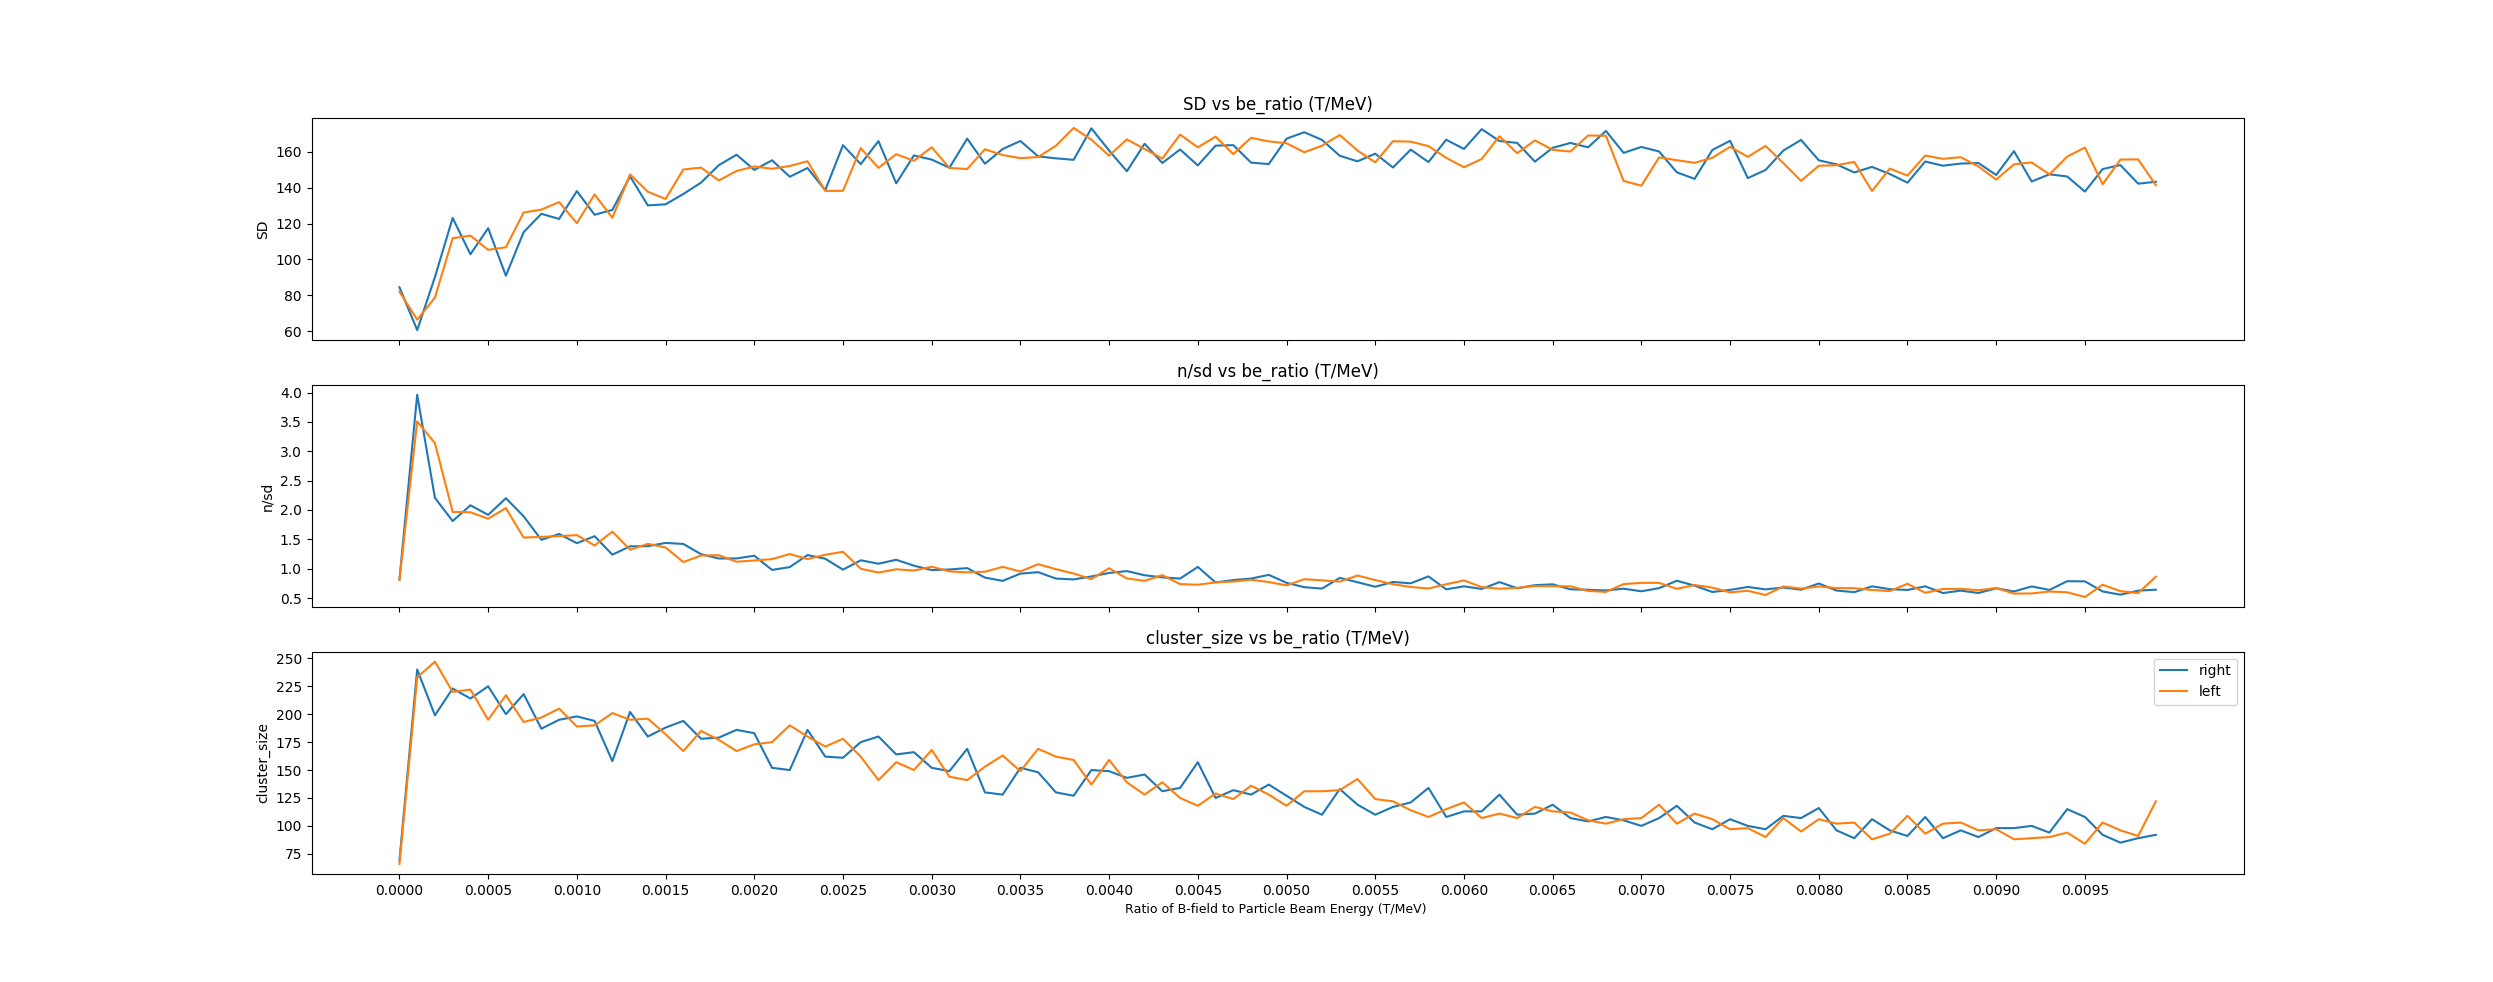 SD vs be_ratio (T/MeV)
160
140
120
100
80
60
SD
n/sd vs be_ratio (T/MeV)
4.0
3.5
3.0
2.5
2.0
1.5
1.0
0.5
n/sd
cluster_size vs be_ratio (T/MeV)
250
225
200
175
150
125
100
75
cluster_size
right
left
0.0000 0.0005 0.0010 0.0015 0.0020 0.0025 0.0030 0.0035 0.0040 0.0045 0.0050 0.0055 0.0060 0.0065 0.0070 0.0075 0.0080 0.0085 0.0090 0.0095
Ratio of B-field to Particle Beam Energy (T/MeV)